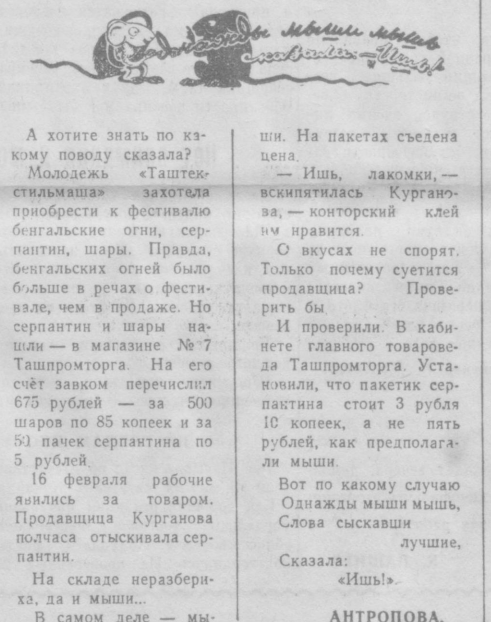 Однажды мыши мышь
сказала: „Ишь!"
А хотите знать по ка-
кому поводу сказала?
Молодежь «Таштек-
стильмаша» захотела
приобрести к фестивалю
бенгальские огни, сер-
пантин, шары. Правда,
бенгальских огней было
больше в речах о фести-
вале, чем в продаже. Но
серпантин и шары на-
шли — в магазине № 7
Ташпромторга. На его
счёт завком перечислил
675 рублей — за 500
шаров по 85 копеек и за
50 пачек серпантина по
5 рублей.
16 февраля рабочие
явились за товаром.
Продавщица Курганова
полчаса отыскивала сер-
пантин.
На складе неразбери-
ха, да и мыши...
В самом деле — мы-
ши. На пакетах съедена
цена.
— Ишь, лакомки, —
вскипятилась Кургано-
ва, — конторский клей
им нравится.
О вкусах не спорят.
Только почему суетится
продавщица? Прове-
рить бы
И проверили. В каби-
нете главного товарове-
да Ташпромторга. Уста-
новили, что пакетик сер-
пантина стоит 3 рубля
10 копеек, а не пять
рублей, как предполага-
ли мыши.
Вот по какому случаю
Однажды мыши мышь,
Слова сыскавши
лучшие,
Сказала:
«Ишь!».
АНТРОПОВА.